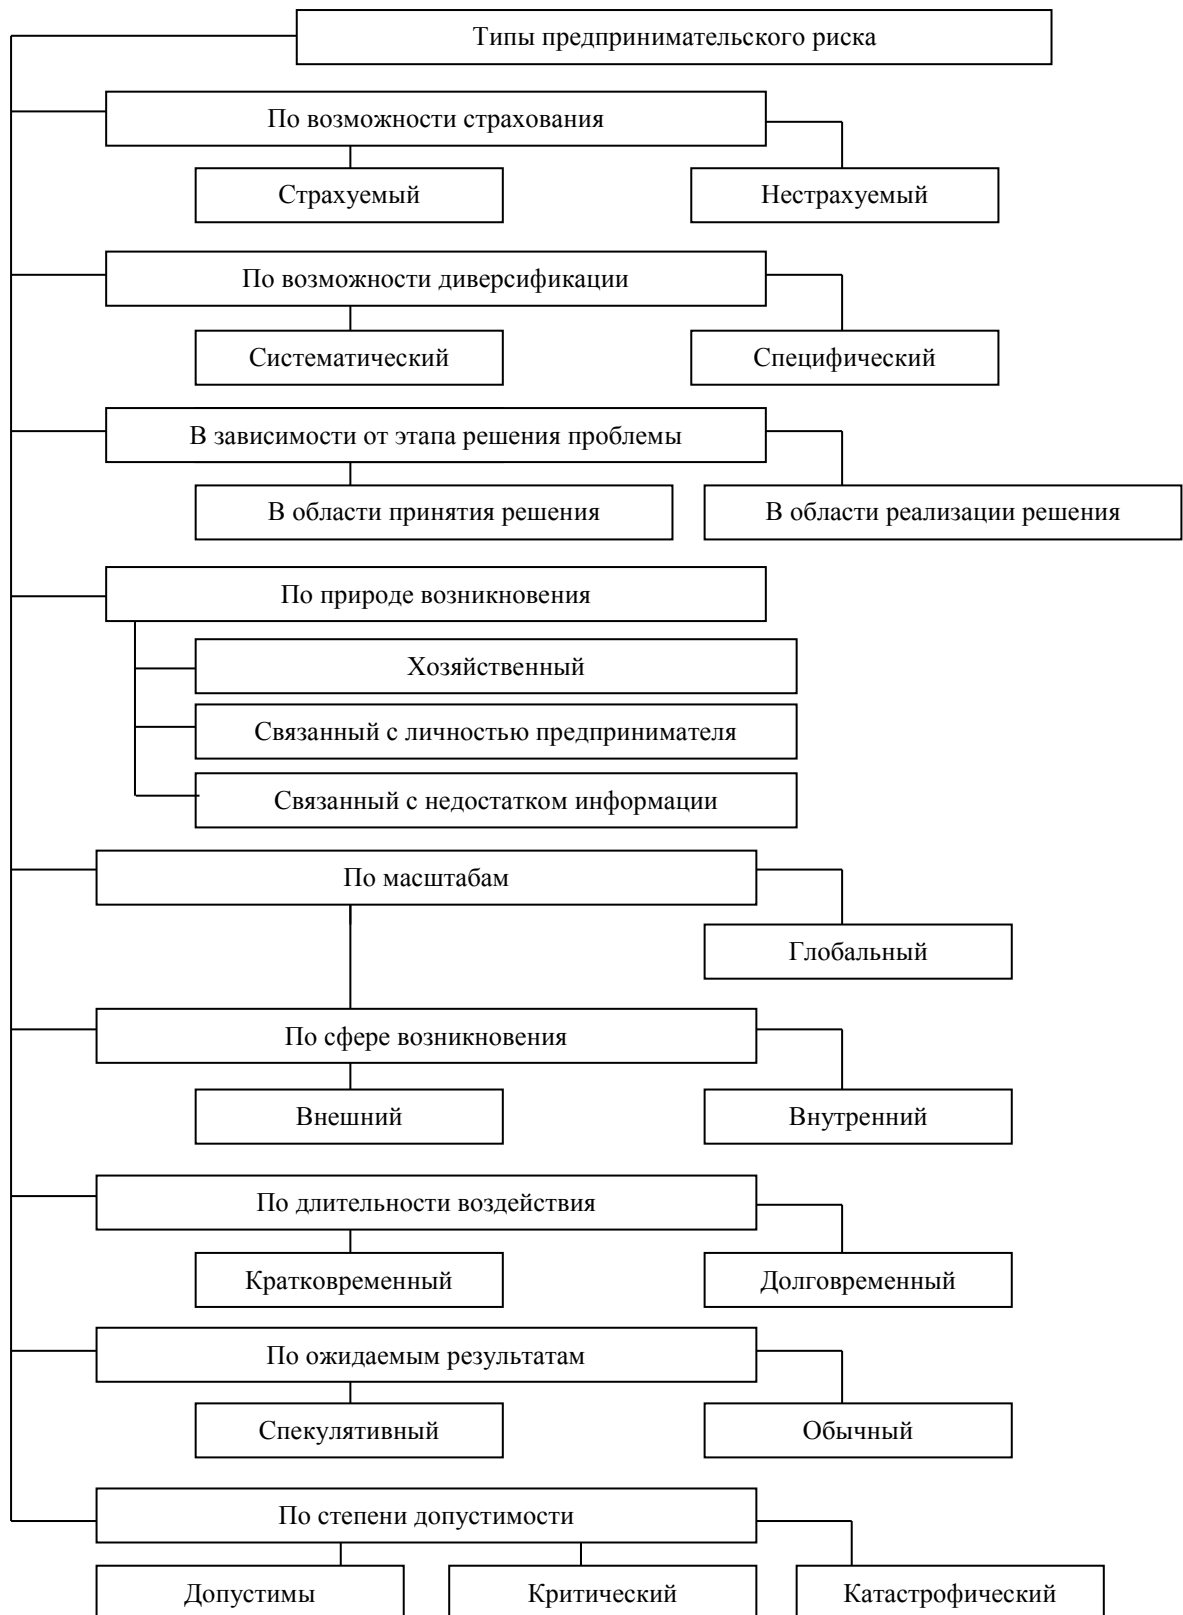 Типы предпринимательского риска
По возможности страхования
Страхуемый
Нестрахуемый
По возможности диверсификации
Систематический
Специфический
В зависимости от этапа решения проблемы
В области принятия решения
В области реализации решения
По природе возникновения
Хозяйственный
Связанный с личностью предпринимателя
Связанный с недостатком информации
По масштабам
Глобальный
По сфере возникновения
Внешний
Внутренний
По длительности воздействия
Кратковременный
Долговременный
По ожидаемым результатам
Спекулятивный
Обычный
По степени допустимости
Допустимы
Критический
Катастрофический